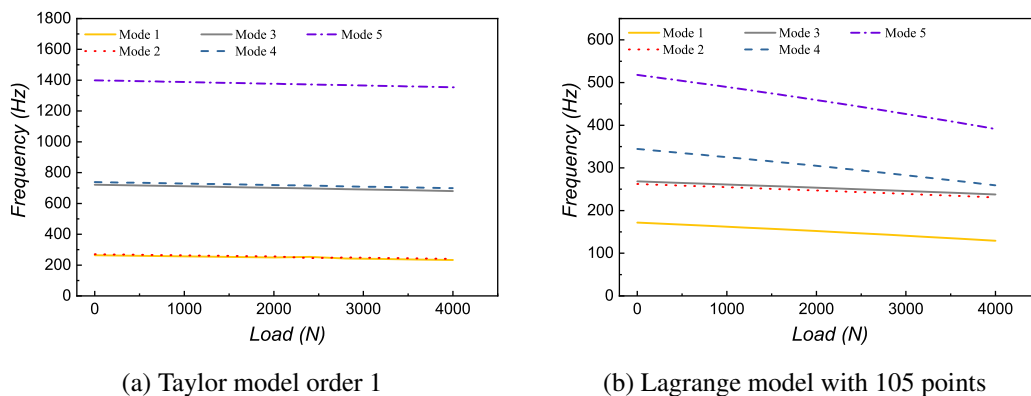 1800
1600
1400
1200
1000
800
600
400
200
0
Frequency (Hz)
Mode 1 Mode 3 Mode 5
Mode 2 Mode 4
0 1000 2000 3000 4000
Load (N)
(a) Taylor model order 1
600
500
400
300
200
100
0
Frequency (Hz)
Mode 1 Mode 3 Mode 5
Mode 2 Mode 4
0 1000 2000 3000 4000
Load (N)
(b) Lagrange model with 105 points